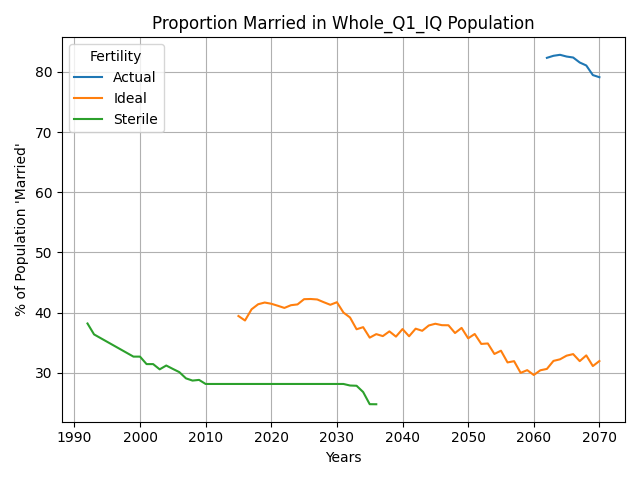 Proportion Married in Whole_Q1_IQ Population
% of Population 'Married'
80
70
60
50
40
30
Fertility
Actual
Ideal
Sterile
1990 2000 2010 2020 2030 2040 2050 2060 2070
Years